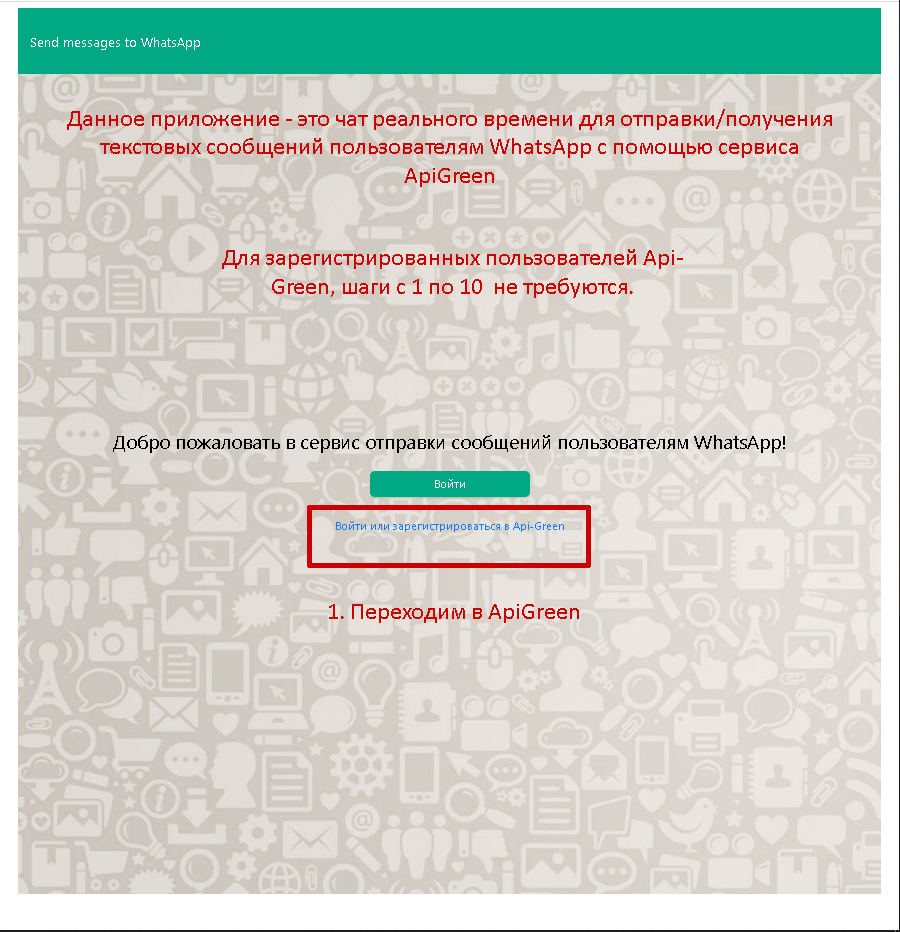 Send messages to WhatsApp
Данное приложение - это чат реального времени для отправки/получения
текстовых сообщений пользователям WhatsApp с помощью сервиса
ApiGreen
Для зарегистрированных пользователей Api-
Green, шаги с 1 по 10 не требуются.
Добро пожаловать в сервис отправки сообщений пользователям WhatsApp!
Войти
Войти или зарегистрироваться в Api-Green
1. Переходим в ApiGreen